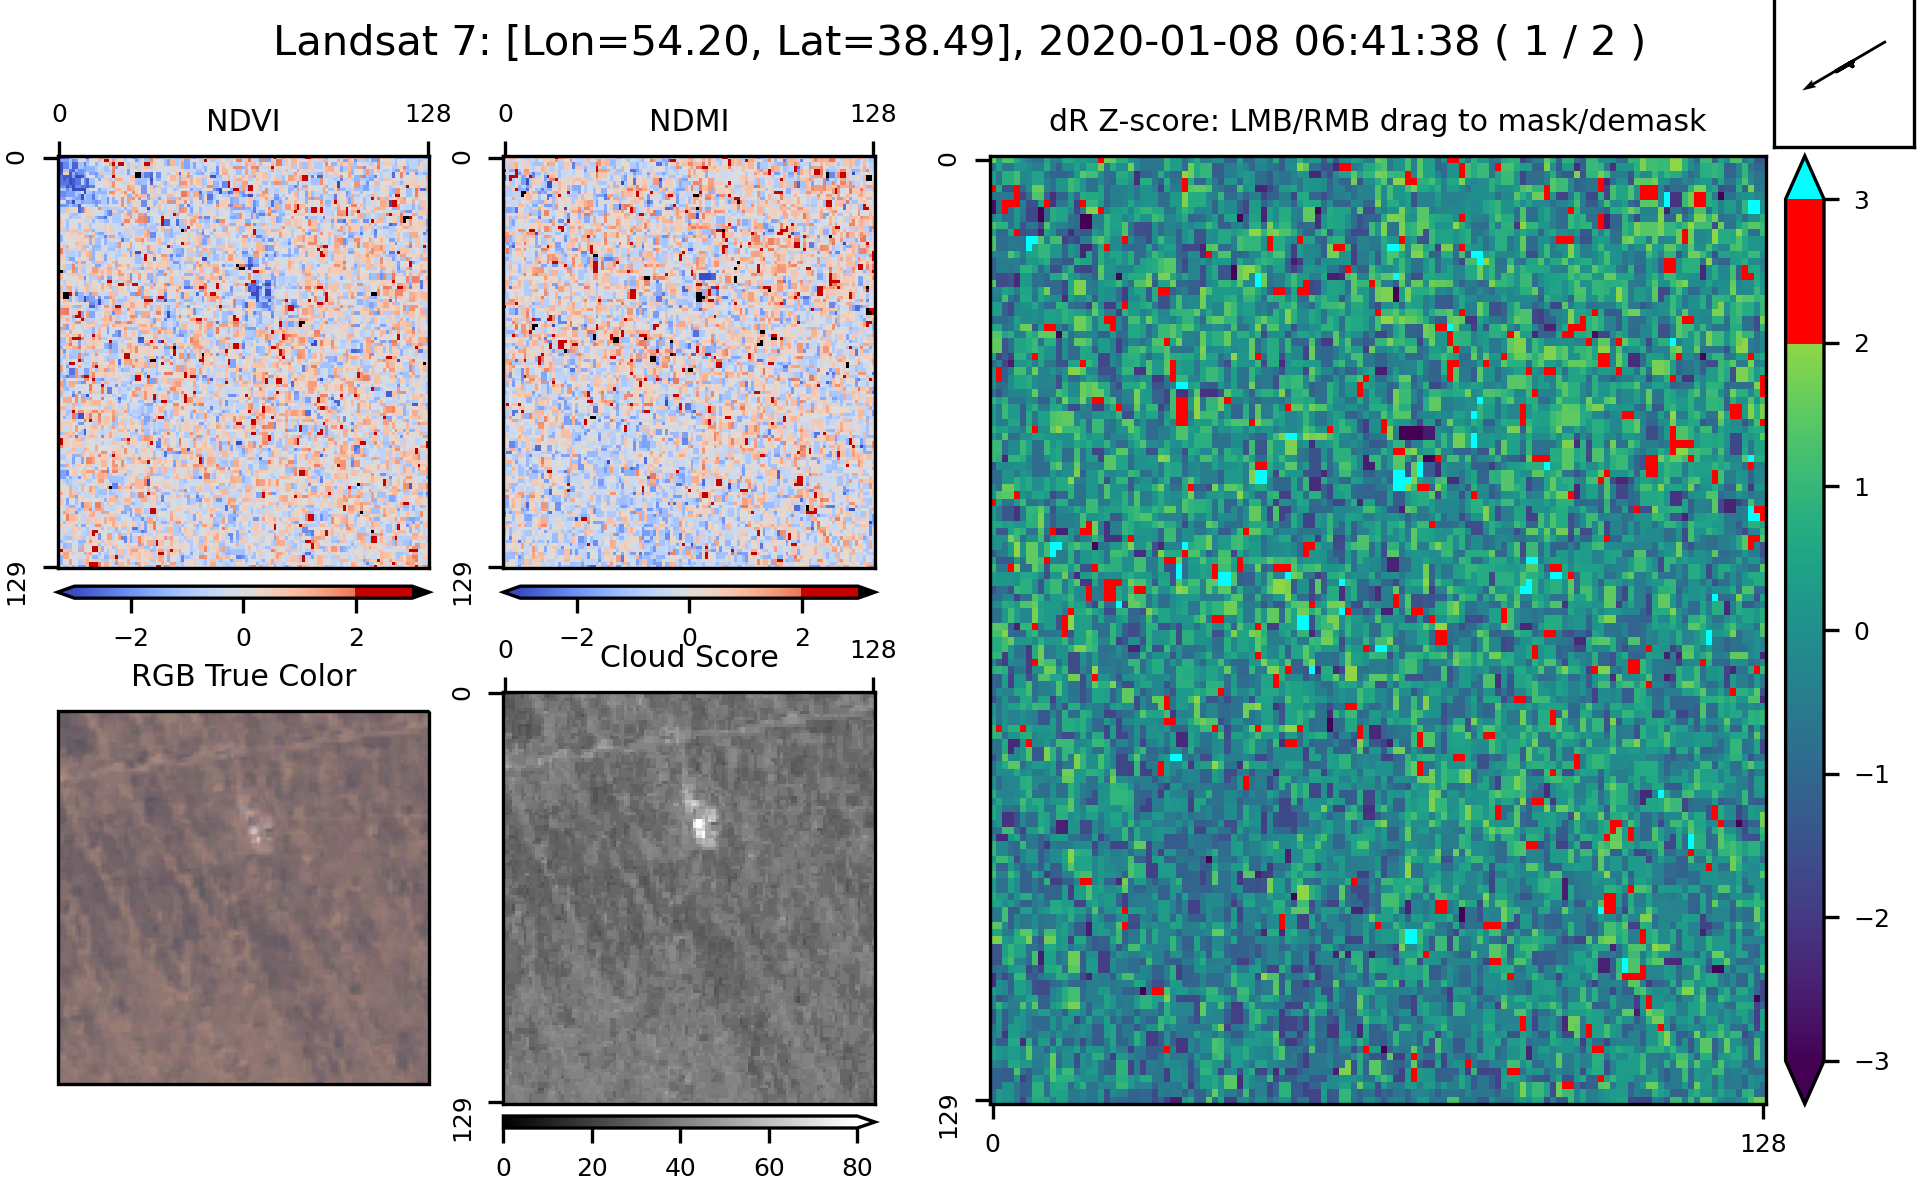 Landsat 7: [Lon=54.20, Lat=38.49], 2020-01-08 06:41:38 ( 1 / 2 )
NDVI
0 128
0
129
−2 0 2
NDMI
0 128
0
129
−2 0 2
RGB True Color
Cloud Score
0 128
0
129
0 20 40 60 80
dR Z-score: LMB/RMB drag to mask/demask
0
129
0 128
3
2
1
0
−1
−2
−3